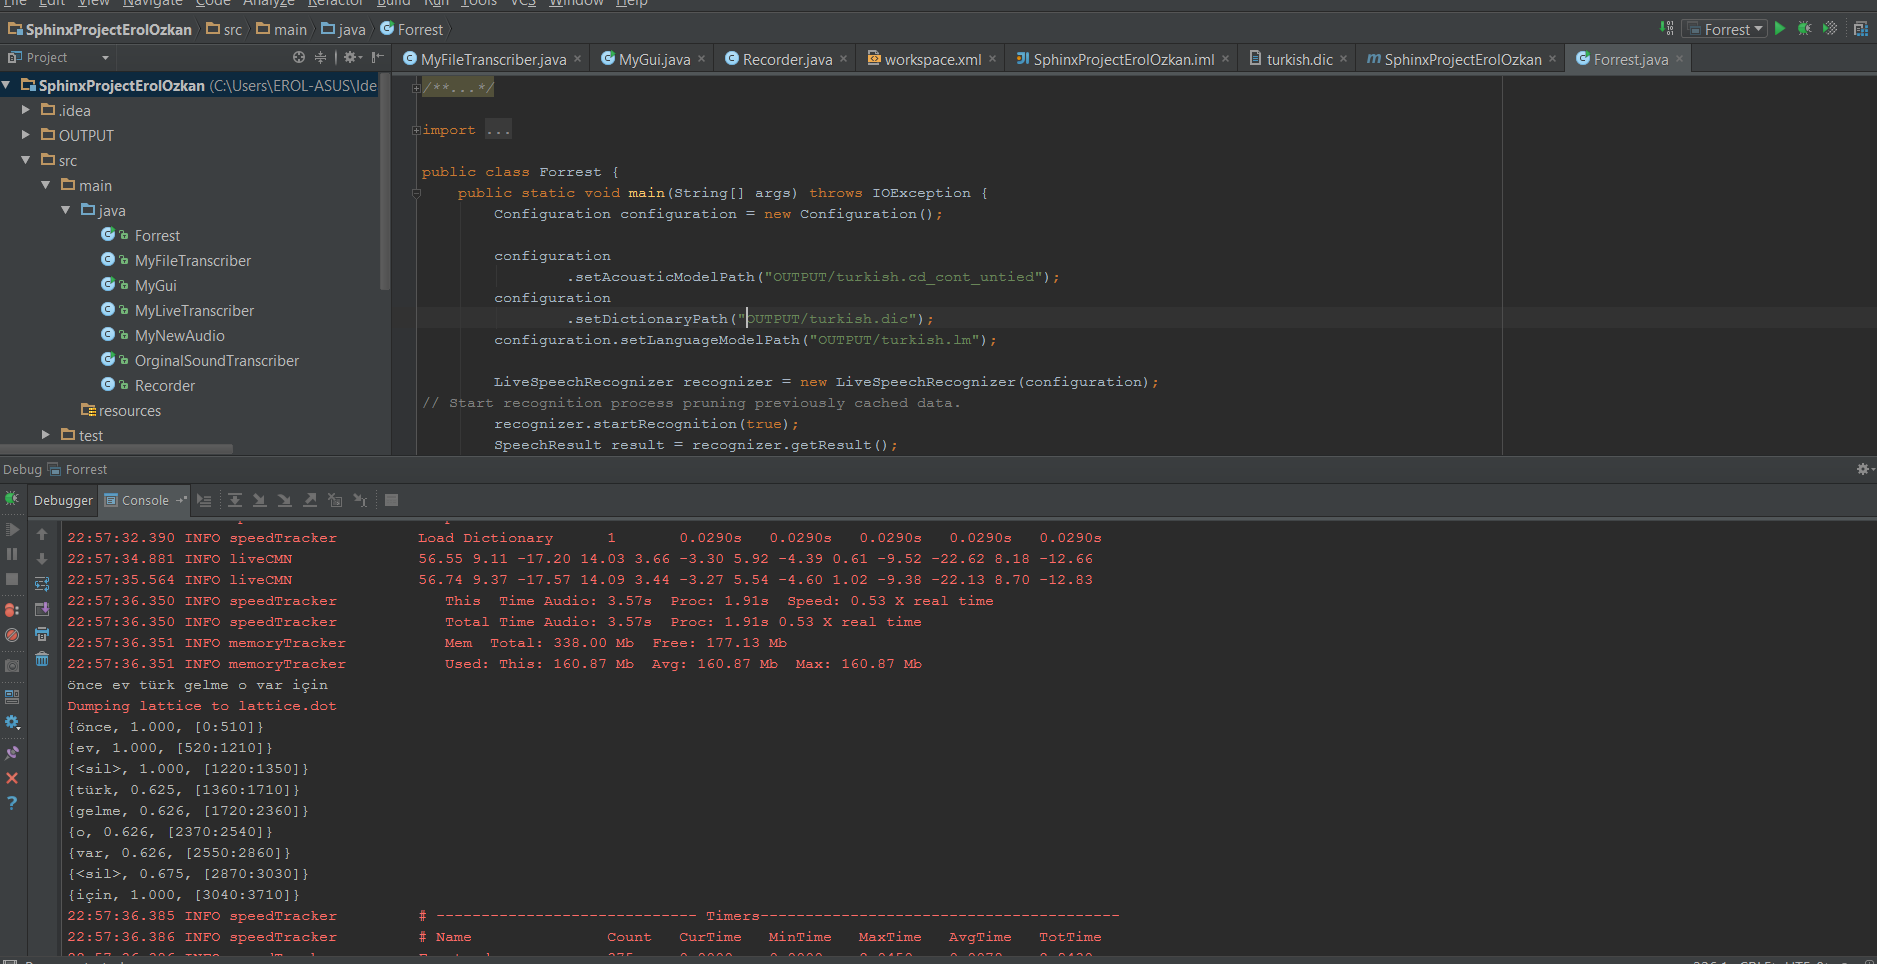 File Edit View Navigate Code Analyze Refactor Build Run Tools VCS Window Help
SphinxProjectErolOzkan src main java Forrest Forrest
Project MyFileTranscriber.java MyGui.java Recorder.java workspace.xml SphinxProjectErolOzkan.iml turkish.dic m SphinxProjectErolOzkan Forrest.java
SphinxProjectErolOzkan (C:\Users\EROL-ASUS\Ide
.idea
OUTPUT
src
main
java
Forrest
MyFileTranscriber
MyGui
MyLiveTranscriber
MyNewAudio
OrginalSoundTranscriber
Recorder
resources
test
/**...*/
import ...
public class Forrest {
public static void main(String[] args) throws IOException {
Configuration configuration = new Configuration();
configuration
.setAcousticModelPath("OUTPUT/turkish.cd_cont_untied");
configuration
.setDictionaryPath("OUTPUT/turkish.dic");
configuration.setLanguageModelPath("OUTPUT/turkish.lm");
LiveSpeechRecognizer recognizer = new LiveSpeechRecognizer(configuration);
// Start recognition process pruning previously cached data.
recognizer.startRecognition(true);
SpeechResult result = recognizer.getResult();
Debug Forrest
Debugger Console
22:57:32.390 INFO speedTracker Load Dictionary 1 0.0290s 0.0290s 0.0290s 0.0290s 0.0290s
22:57:34.881 INFO liveCMN 56.55 9.11 -17.20 14.03 3.66 -3.30 5.92 -4.39 0.61 -9.52 -22.62 8.18 -12.66
22:57:35.564 INFO liveCMN 56.74 9.37 -17.57 14.09 3.44 -3.27 5.54 -4.60 1.02 -9.38 -22.13 8.70 -12.83
22:57:36.350 INFO speedTracker This Time Audio: 3.57s Proc: 1.91s Speed: 0.53 X real time
22:57:36.350 INFO speedTracker Total Time Audio: 3.57s Proc: 1.91s 0.53 X real time
22:57:36.351 INFO memoryTracker Mem Total: 338.00 Mb Free: 177.13 Mb
22:57:36.351 INFO memoryTracker Used: This: 160.87 Mb Avg: 160.87 Mb Max: 160.87 Mb
önce ev türk gelme o var için
Dumping lattice to lattice.dot
{önce, 1.000, [0:510]}
{ev, 1.000, [520:1210]}
{<sil>, 1.000, [1220:1350]}
{türk, 0.625, [1360:1710]}
{gelme, 0.626, [1720:2360]}
{o, 0.626, [2370:2540]}
{var, 0.626, [2550:2860]}
{<sil>, 0.675, [2870:3030]}
{için, 1.000, [3040:3710]}
22:57:36.385 INFO speedTracker # ----------------------------- Timers----------------------------------------
22:57:36.386 INFO speedTracker # Name Count CurTime MinTime MaxTime AvgTime TotTime